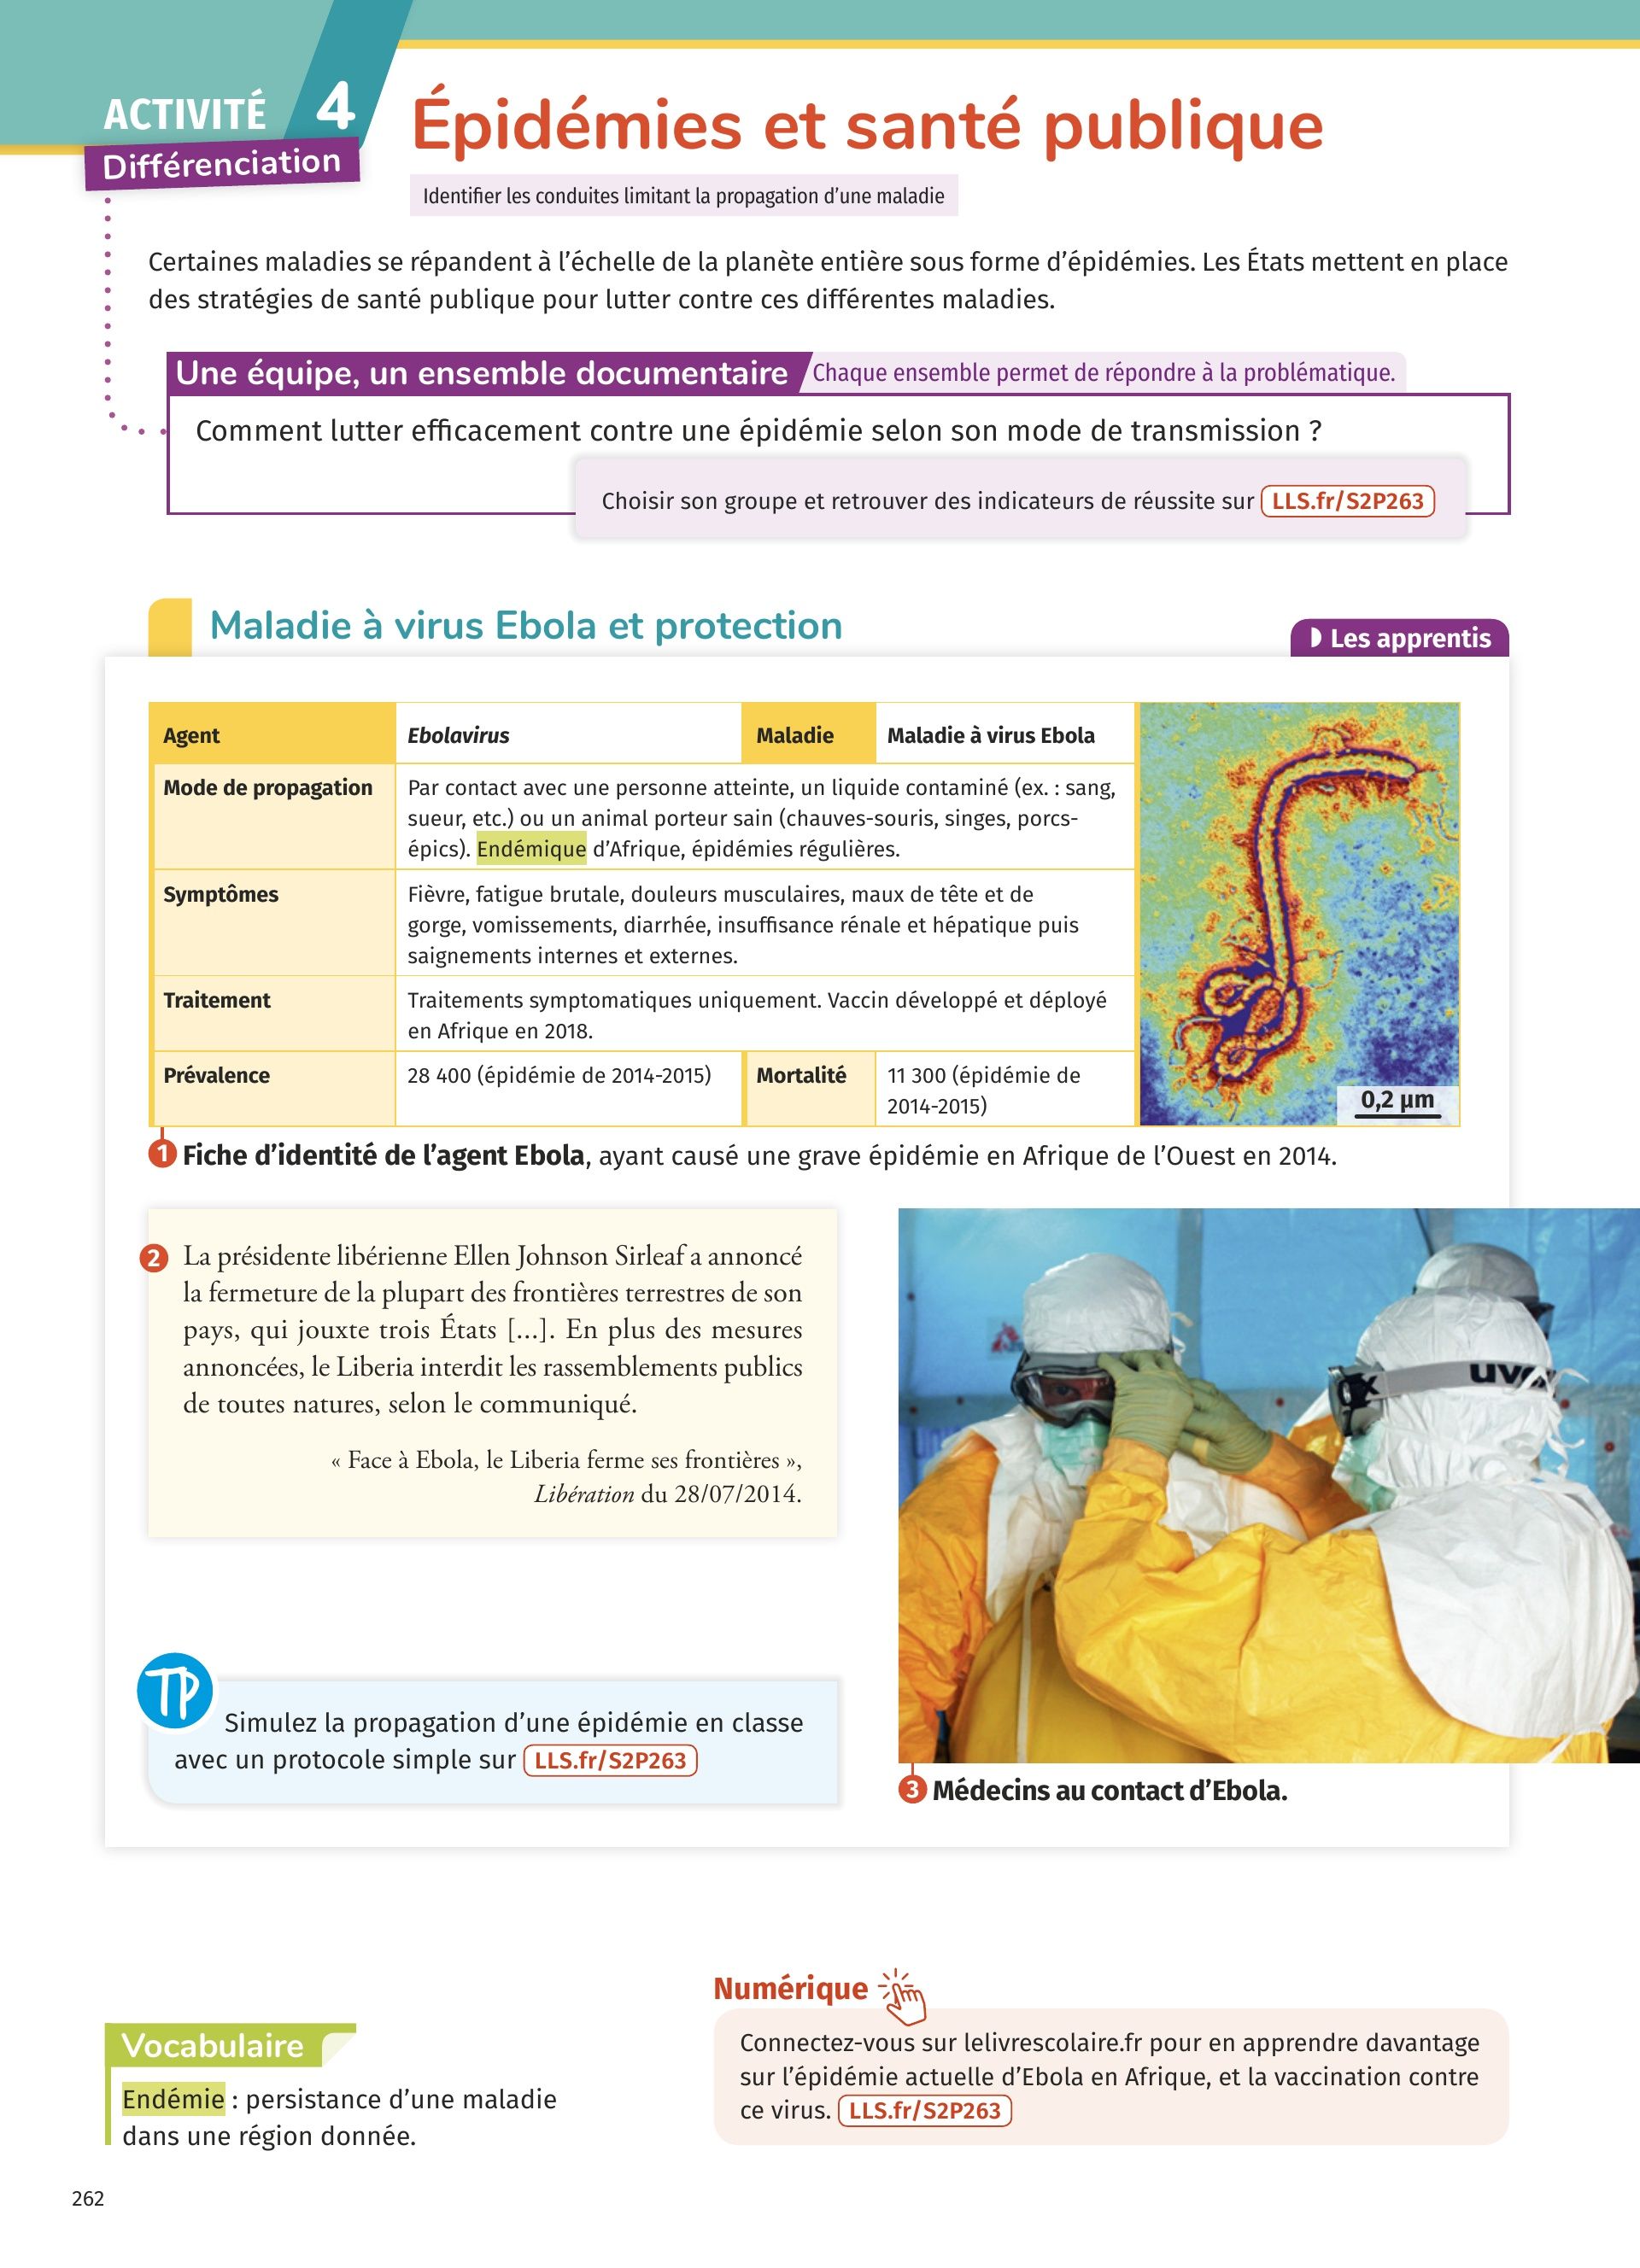 ACTIVITÉ 4
Différenciation
Épidémies et santé publique
Identifier les conduites limitant la propagation d’une maladie
Certaines maladies se répandent à l’échelle de la planète entière sous forme d’épidémies. Les États mettent en place
des stratégies de santé publique pour lutter contre ces différentes maladies.
Une équipe, un ensemble documentaire
Chaque ensemble permet de répondre à la problématique.
Comment lutter efficacement contre une épidémie selon son mode de transmission ?
Choisir son groupe et retrouver des indicateurs de réussite sur LLS.fr/S2P263
Maladie à virus Ebola et protection
Les apprentis
Agent
Ebolavirus
Maladie
Maladie à virus Ebola
Mode de propagation
Par contact avec une personne atteinte, un liquide contaminé (ex. : sang,
sueur, etc.) ou un animal porteur sain (chauves-souris, singes, porcs-
épics). Endémique d’Afrique, épidémies régulières.
Symptômes
Fièvre, fatigue brutale, douleurs musculaires, maux de tête et de
gorge, vomissements, diarrhée, insuffisance rénale et hépatique puis
saignements internes et externes.
Traitement
Traitements symptomatiques uniquement. Vaccin développé et déployé
en Afrique en 2018.
Prévalence
28 400 (épidémie de 2014-2015)
Mortalité
11 300 (épidémie de
2014-2015)
0,2 µm
1 Fiche d’identité de l’agent Ebola, ayant causé une grave épidémie en Afrique de l’Ouest en 2014.
2 La présidente libérienne Ellen Johnson Sirleaf a annoncé
la fermeture de la plupart des frontières terrestres de son
pays, qui jouxte trois États [...]. En plus des mesures
annoncées, le Liberia interdit les rassemblements publics
de toutes natures, selon le communiqué.
« Face à Ebola, le Liberia ferme ses frontières »,
Libération du 28/07/2014.
uvex
TP
Simulez la propagation d’une épidémie en classe
avec un protocole simple sur LLS.fr/S2P263
3 Médecins au contact d’Ebola.
Numérique
Connectez-vous sur lelivrescolaire.fr pour en apprendre davantage
sur l’épidémie actuelle d’Ebola en Afrique, et la vaccination contre
ce virus. LLS.fr/S2P263
Vocabulaire
Endémie : persistance d’une maladie
dans une région donnée.
262